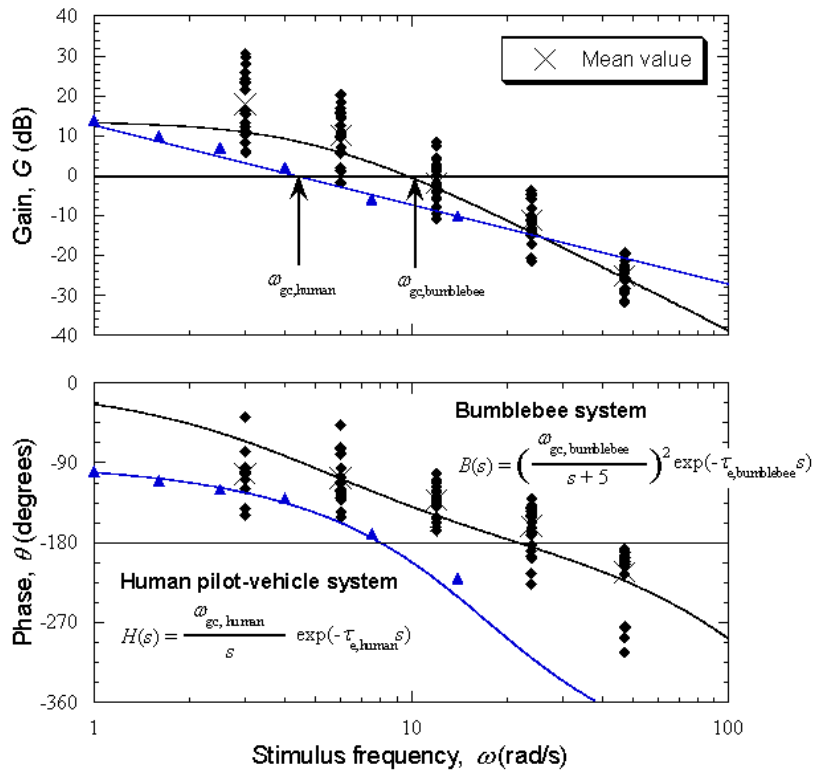 40
30
20
10
0
-10
-20
-30
-40
Gain, G (dB)
Mean value
ω_gc,human
ω_gc,bumblebee
0
-90
-180
-270
-360
Phase, θ (degrees)
Bumblebee system
B(s) = (ω_gc, bumblebee / s + 5)^2 exp(-τ_e,bumblebee s)
Human pilot-vehicle system
H(s) = ω_gc, human / s exp(-τ_e,human s)
1
10
100
Stimulus frequency, ω (rad/s)